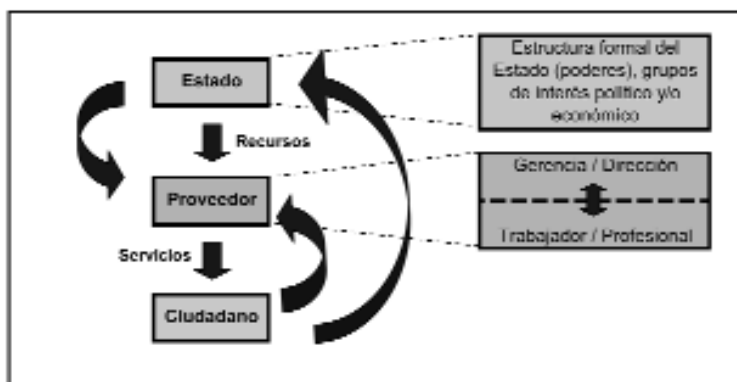 Estado
Recursos
Proveedor
Servicios
Ciudadano
Estructura formal del
Estado (poderes), grupos
de interés político y/o
económico
Gerencia / Dirección
Trabajador / Profesional